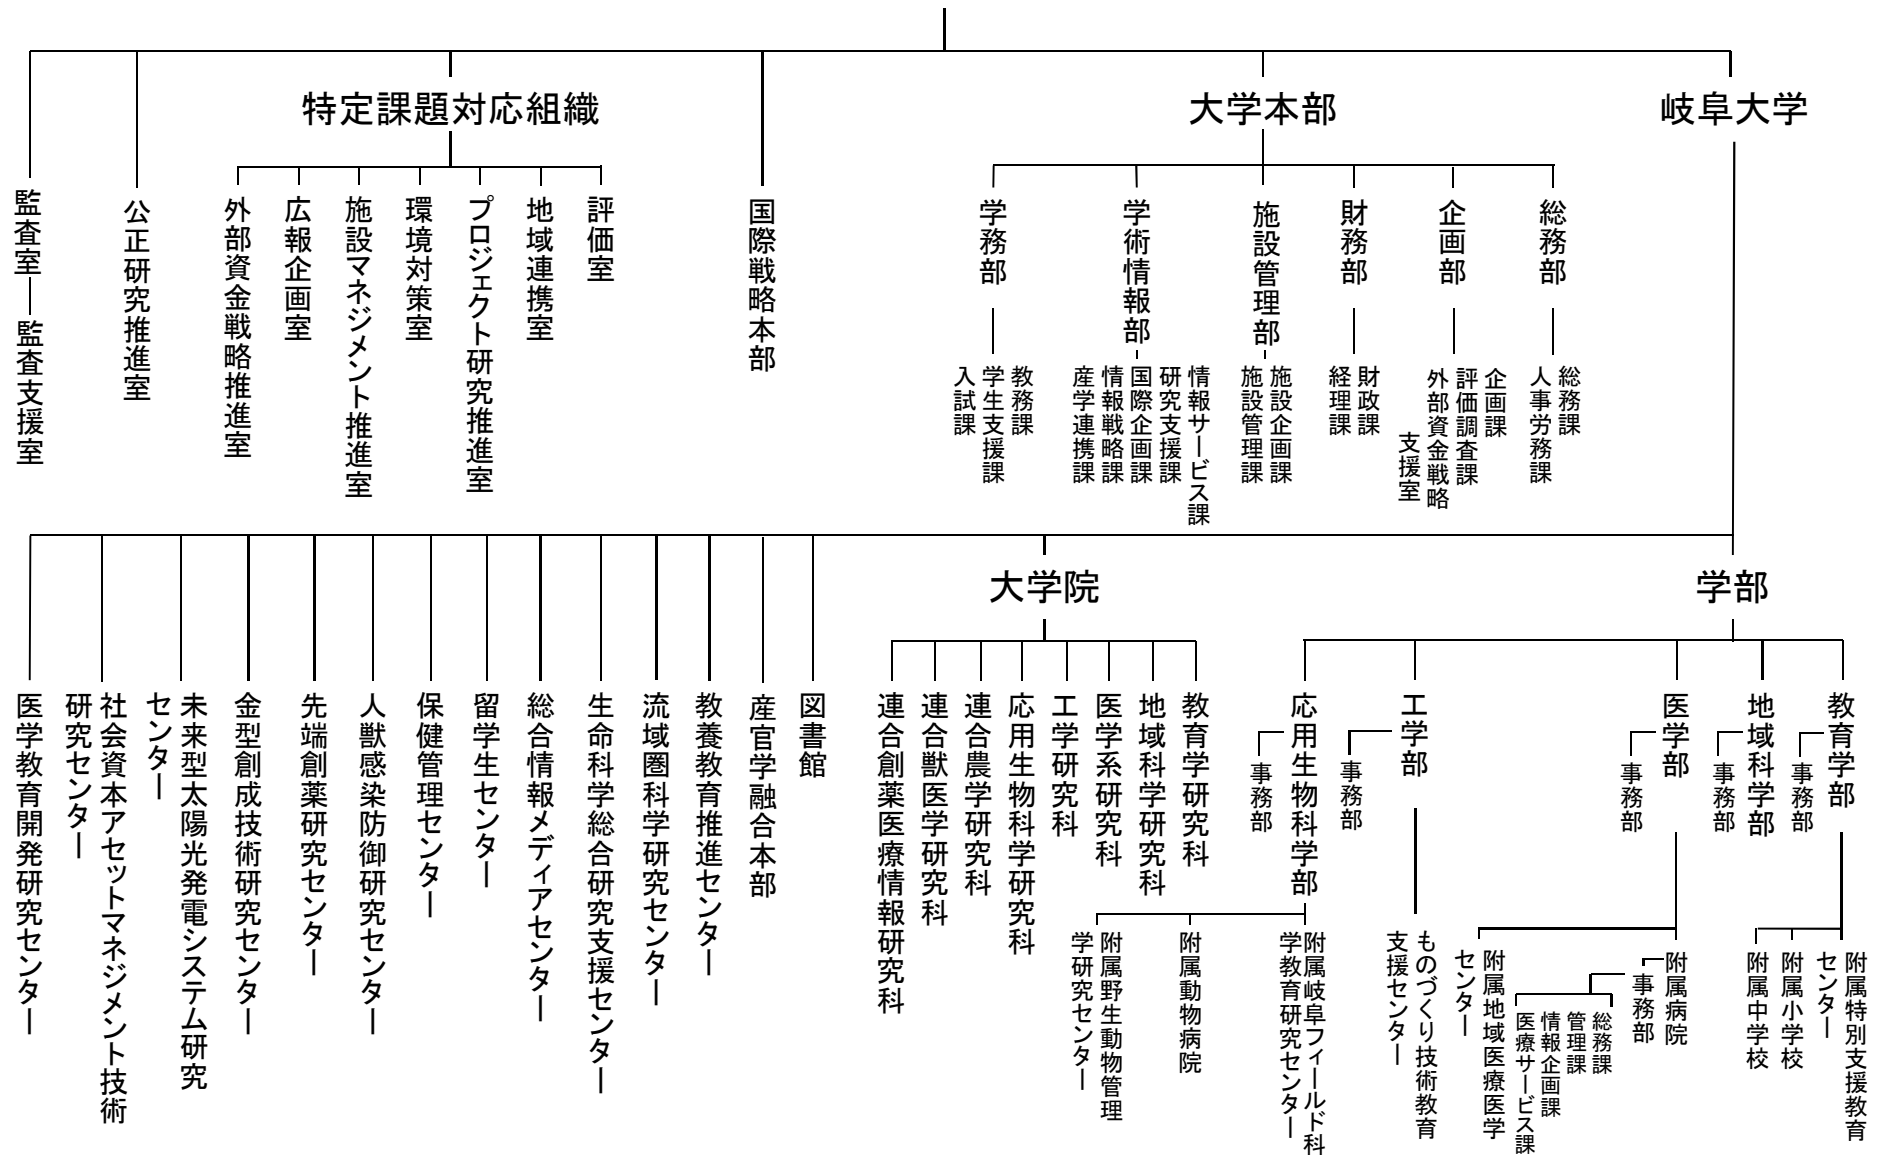 岐阜大学
大学本部
特定課題対応組織
総務部
総務課
人事労務課
企画部
企画課
評価調査課
外部資金戦略
支援室
財務部
財政課
経理課
施設管理部
施設企画課
施設管理課
学術情報部
情報サービス課
研究支援課
国際企画課
情報戦略課
産学連携課
学務部
教務課
学生支援課
入試課
国際戦略本部
評価室
地域連携室
プロジェクト研究推進室
環境対策室
施設マネジメント推進室
広報企画室
外部資金戦略推進室
公正研究推進室
監査室
監査支援室
学部
教育学部
事務部
附属特別支援教育
センター
附属小学校
附属中学校
地域科学部
事務部
医学部
事務部
附属病院
事務部
総務課
管理課
情報企画課
医療サービス課
附属地域医療医学
センター
工学部
事務部
ものづくり技術教育
支援センター
応用生物科学部
事務部
附属岐阜フィールド科
学教育研究センター
附属動物病院
附属野生動物管理
学研究センター
大学院
教育学研究科
地域科学研究科
医学系研究科
工学研究科
応用生物科学研究科
連合農学研究科
連合獣医学研究科
連合創薬医療情報研究科
図書館
産官学融合本部
教養教育推進センター
流域圏科学研究センター
生命科学総合研究支援センター
総合情報メディアセンター
留学生センター
保健管理センター
人獣感染防御研究センター
先端創薬研究センター
金型創成技術研究センター
未来型太陽光発電システム研究
センター
社会資本アセットマネジメント技術
研究センター
医学教育開発研究センター